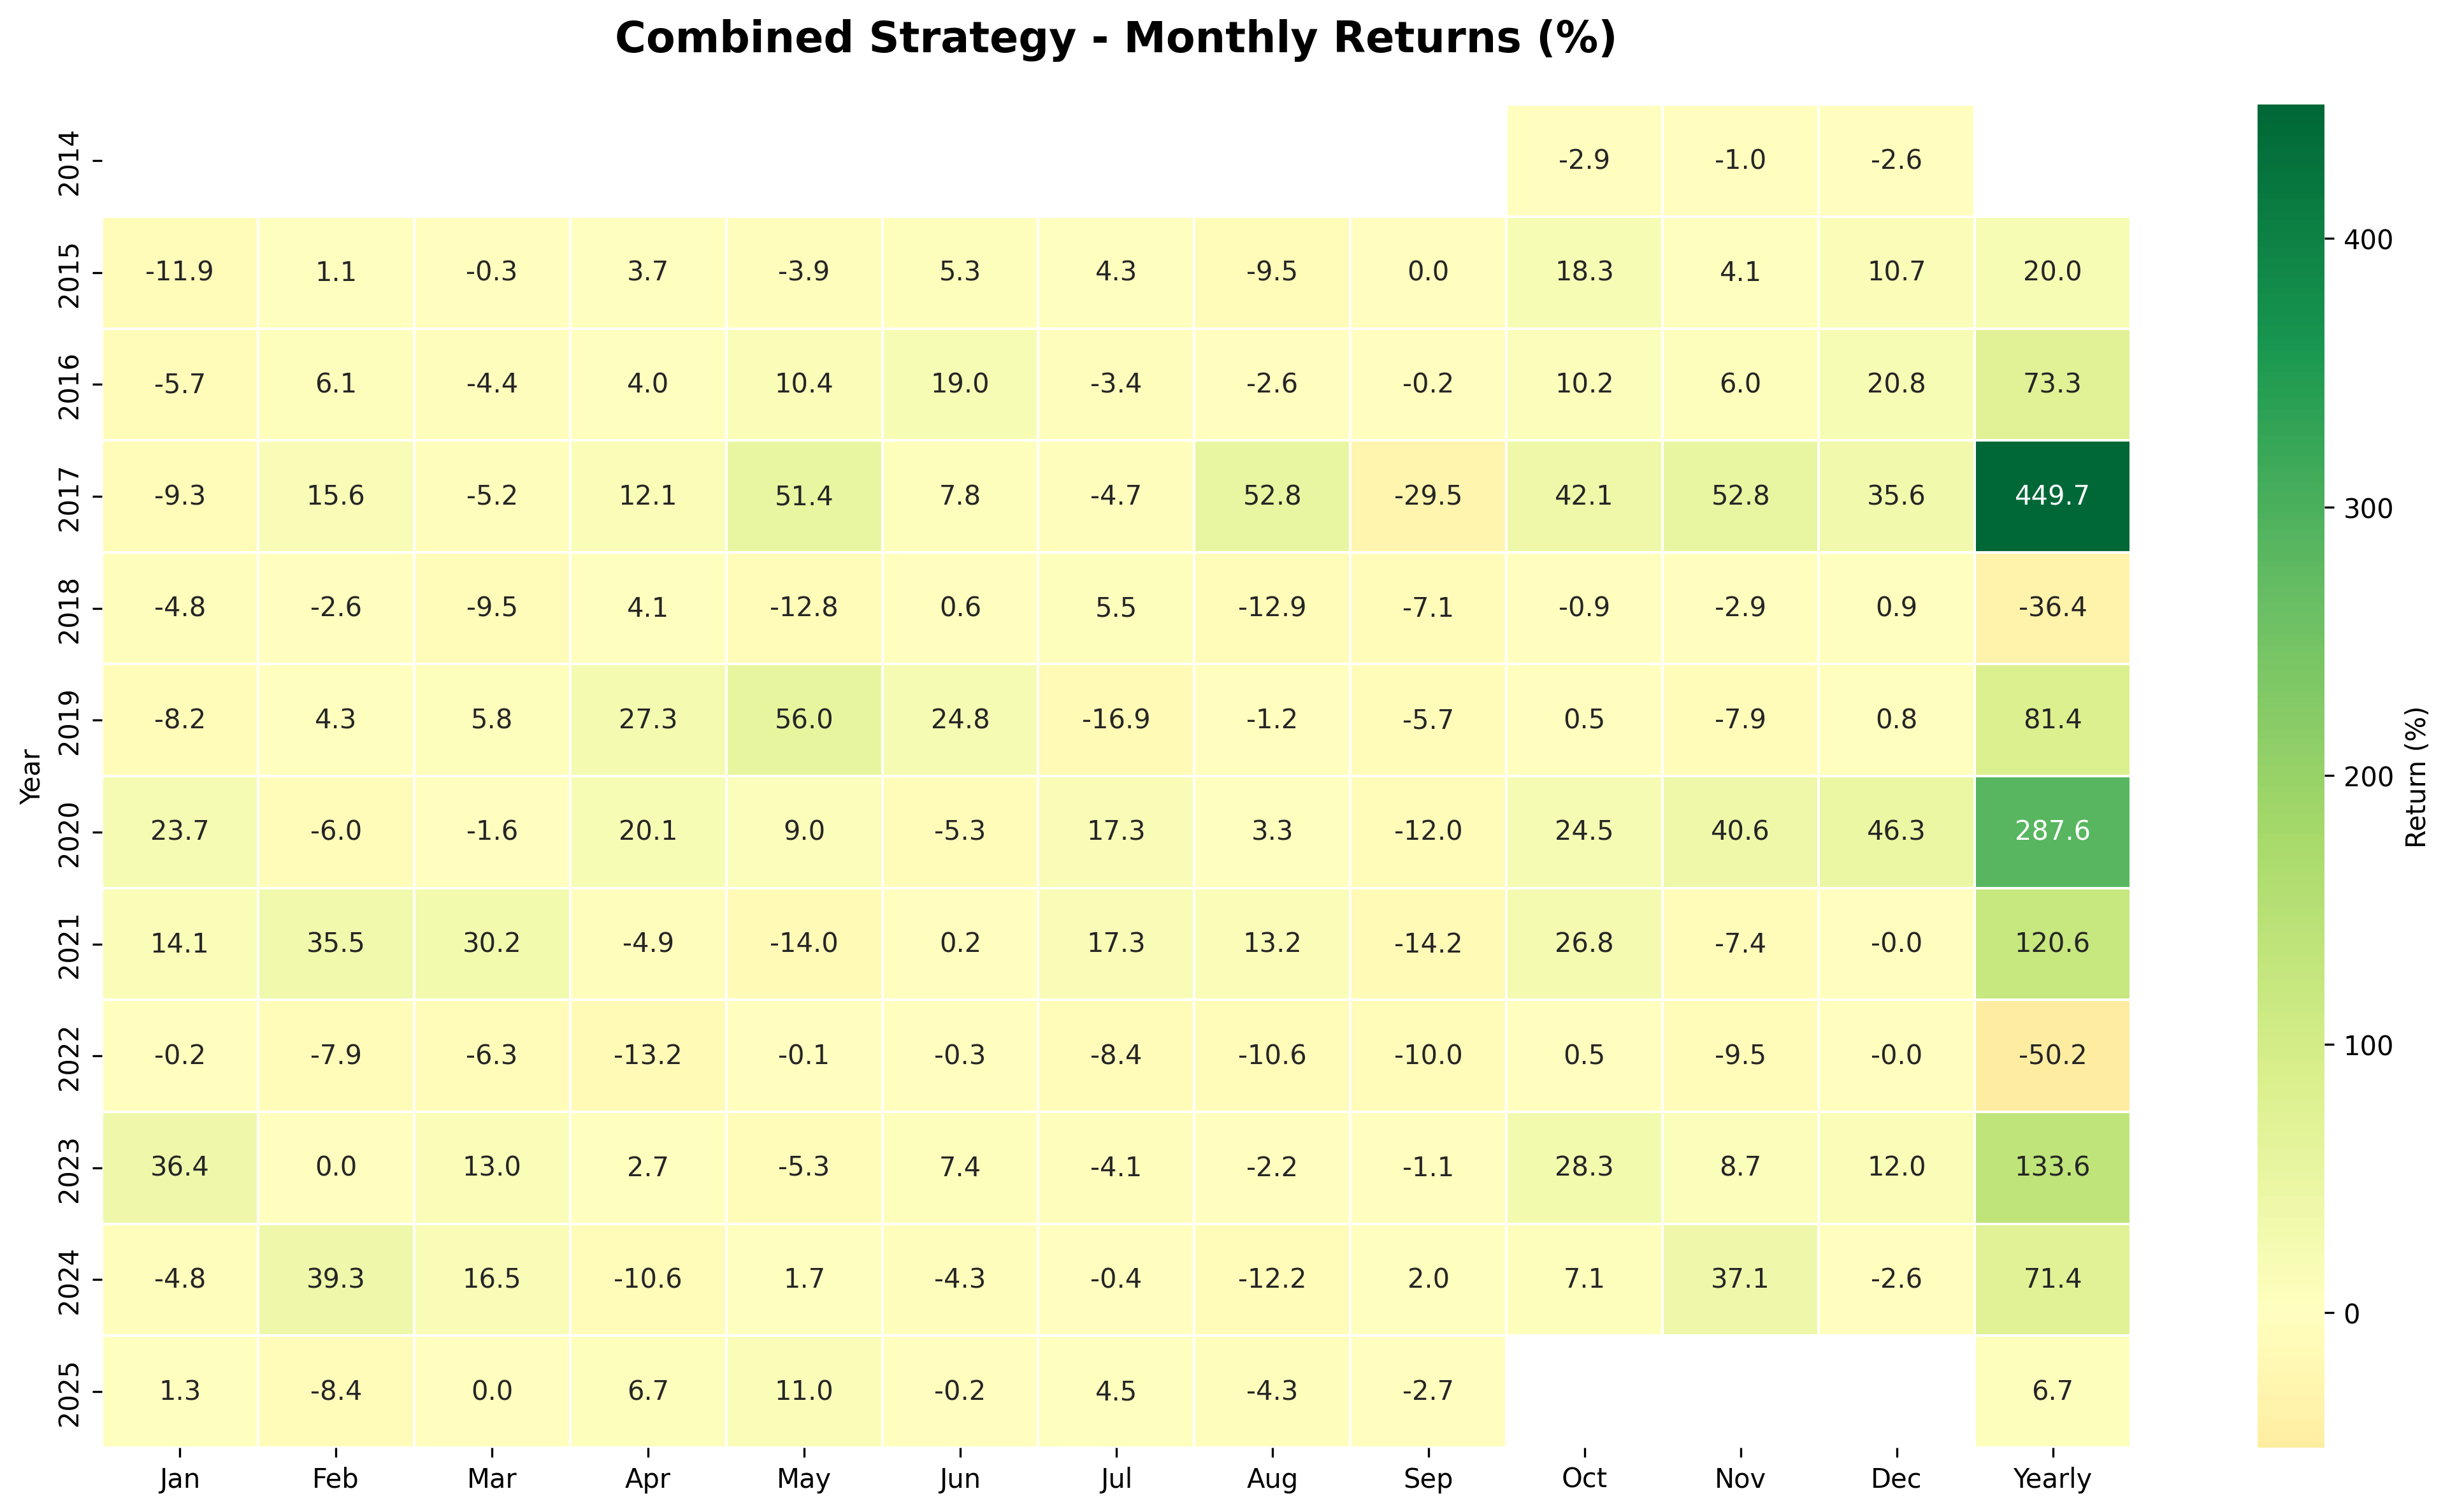 Combined Strategy - Monthly Returns (%)
2014 -2.9 -1.0 -2.6
2015 -11.9 1.1 -0.3 3.7 -3.9 5.3 4.3 -9.5 0.0 18.3 4.1 10.7 20.0
2016 -5.7 6.1 -4.4 4.0 10.4 19.0 -3.4 -2.6 -0.2 10.2 6.0 20.8 73.3
2017 -9.3 15.6 -5.2 12.1 51.4 7.8 -4.7 52.8 -29.5 42.1 52.8 35.6 449.7
2018 -4.8 -2.6 -9.5 4.1 -12.8 0.6 5.5 -12.9 -7.1 -0.9 -2.9 0.9 -36.4
2019 -8.2 4.3 5.8 27.3 56.0 24.8 -16.9 -1.2 -5.7 0.5 -7.9 0.8 81.4
2020 23.7 -6.0 -1.6 20.1 9.0 -5.3 17.3 3.3 -12.0 24.5 40.6 46.3 287.6
2021 14.1 35.5 30.2 -4.9 -14.0 0.2 17.3 13.2 -14.2 26.8 -7.4 -0.0 120.6
2022 -0.2 -7.9 -6.3 -13.2 -0.1 -0.3 -8.4 -10.6 -10.0 0.5 -9.5 -0.0 -50.2
2023 36.4 0.0 13.0 2.7 -5.3 7.4 -4.1 -2.2 -1.1 28.3 8.7 12.0 133.6
2024 -4.8 39.3 16.5 -10.6 1.7 -4.3 -0.4 -12.2 2.0 7.1 37.1 -2.6 71.4
2025 1.3 -8.4 0.0 6.7 11.0 -0.2 4.5 -4.3 -2.7 6.7
Jan Feb Mar Apr May Jun Jul Aug Sep Oct Nov Dec Yearly
Year
400
300
200
100
0
Return (%)